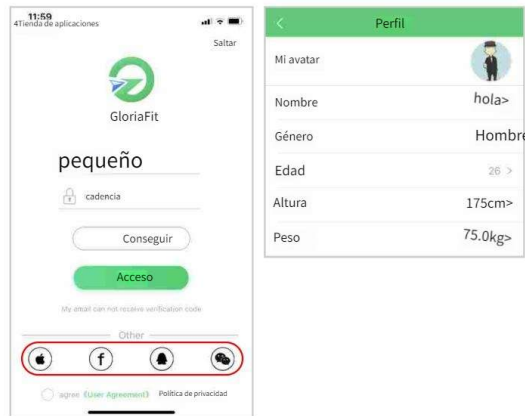 11:59
4Tienda de aplicaciones
Saltar
GloriaFit
pequeño
cadencia
Conseguir
Acceso
My email can not receive verification code
Other
agree 《User Agreement》 Política de privacidad
< Perfil
Mi avatar
Nombre hola>
Género Hombre
Edad 26 >
Altura 175cm>
Peso 75.0kg>